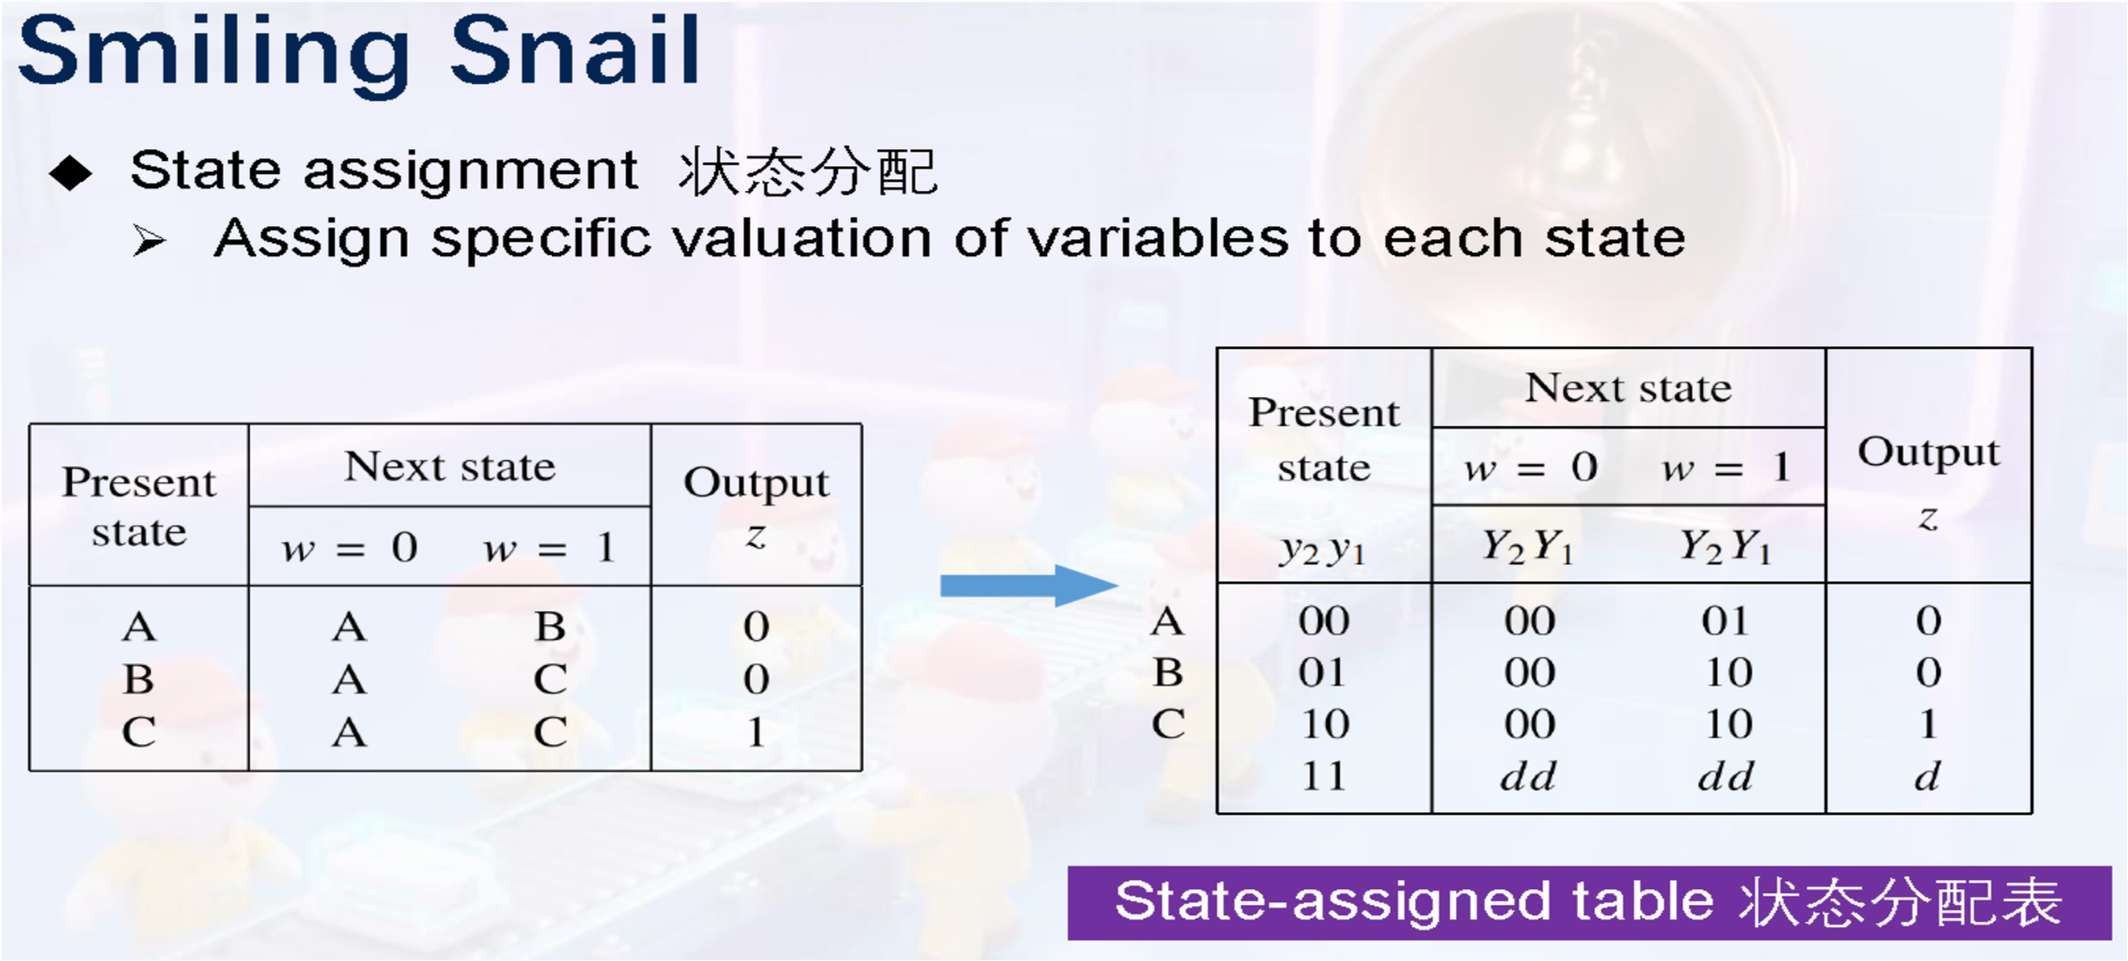 Smiling Snail
◆ State assignment 状态分配
➢ Assign specific valuation of variables to each state
Present state Next state Output z
w = 0 w = 1
A A B 0
B A C 0
C A C 1
Present state y₂y₁ Next state Output z
w = 0 w = 1
Y₂Y₁ Y₂Y₁
A 00 00 01 0
B 01 00 10 0
C 10 00 10 1
11 dd dd d
State-assigned table 状态分配表